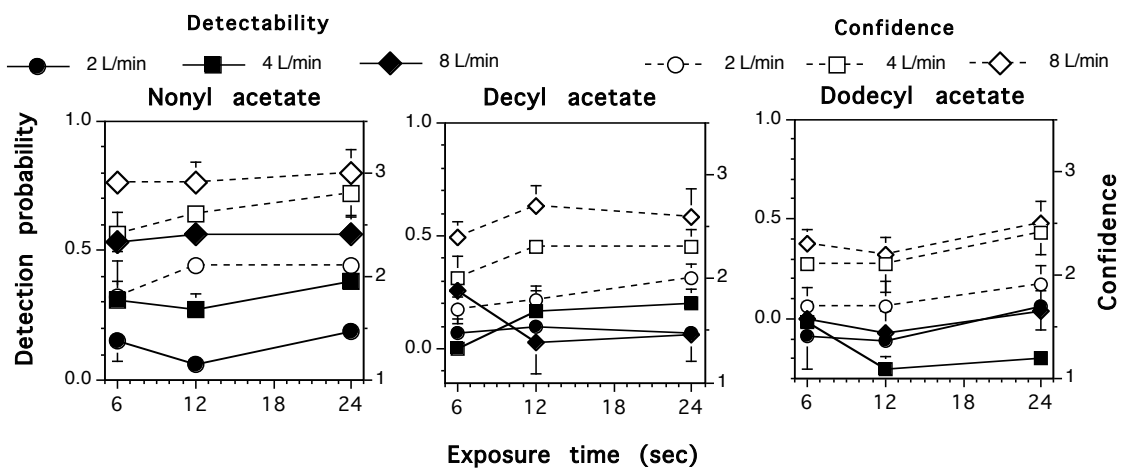 Detectability
Confidence
2 L/min 4 L/min 8 L/min 2 L/min 4 L/min 8 L/min
Nonyl acetate Decyl acetate Dodecyl acetate
Detection probability
1.0
0.5
0.0
3
2
1
6 12 18 24
1.0
0.5
0.0
3
2
1
6 12 18 24
1.0
0.5
0.0
3
2
1
6 12 18 24
Confidence
Exposure time (sec)